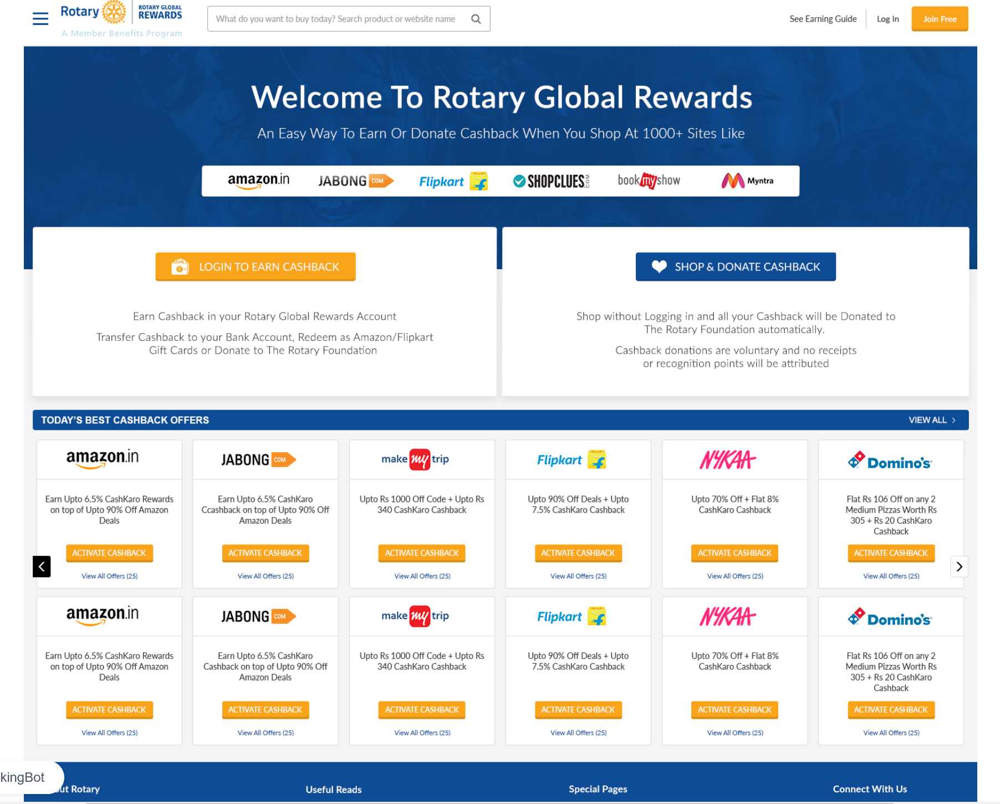 Rotary
ROTARY GLOBAL
REWARDS
A Member Benefits Program
What do you want to buy today? Search product or website name
See Earning Guide
Log In
Join Free
Welcome To Rotary Global Rewards
An Easy Way To Earn Or Donate Cashback When You Shop At 1000+ Sites Like
amazon.in
JABONG COM
Flipkart
SHOPCLUES.COM
bookmyshow
Myntra
LOGIN TO EARN CASHBACK
Earn Cashback in your Rotary Global Rewards Account
Transfer Cashback to your Bank Account, Redeem as Amazon/Flipkart
Gift Cards or Donate to The Rotary Foundation
SHOP & DONATE CASHBACK
Shop without Logging in and all your Cashback will be Donated to
The Rotary Foundation automatically.
Cashback donations are voluntary and no receipts
or recognition points will be attributed
TODAY'S BEST CASHBACK OFFERS
VIEW ALL
amazon.in
Earn Upto 6.5% CashKaro Rewards
on top of Upto 90% Off Amazon
Deals
ACTIVATE CASHBACK
View All Offers (25)
JABONG COM
Earn Upto 6.5% CashKaro
Ccashback on top of Upto 90% Off
Amazon Deals
ACTIVATE CASHBACK
View All Offers (25)
make my trip
Upto Rs 1000 Off Code + Upto Rs
340 CashKaro Cashback
ACTIVATE CASHBACK
View All Offers (25)
Flipkart
Upto 90% Off Deals + Upto
7.5% CashKaro Cashback
ACTIVATE CASHBACK
View All Offers (25)
NYKAA
Upto 70% Off + Flat 8%
CashKaro Cashback
ACTIVATE CASHBACK
View All Offers (25)
Domino's
Flat Rs 106 Off on any 2
Medium Pizzas Worth Rs
305 + Rs 20 CashKaro
Cashback
ACTIVATE CASHBACK
View All Offers (25)
amazon.in
Earn Upto 6.5% CashKaro Rewards
on top of Upto 90% Off Amazon
Deals
ACTIVATE CASHBACK
View All Offers (25)
JABONG COM
Earn Upto 6.5% CashKaro
Cashback on top of Upto 90% Off
Amazon Deals
ACTIVATE CASHBACK
View All Offers (25)
make my trip
Upto Rs 1000 Off Code + Upto Rs
340 CashKaro Cashback
ACTIVATE CASHBACK
View All Offers (25)
Flipkart
Upto 90% Off Deals + Upto
7.5% CashKaro Cashback
ACTIVATE CASHBACK
View All Offers (25)
NYKAA
Upto 70% Off + Flat 8%
CashKaro Cashback
ACTIVATE CASHBACK
View All Offers (25)
Domino's
Flat Rs 106 Off on any 2
Medium Pizzas Worth Rs
305 + Rs 20 CashKaro
Cashback
ACTIVATE CASHBACK
View All Offers (25)
kingBot
out Rotary
Useful Reads
Special Pages
Connect With Us